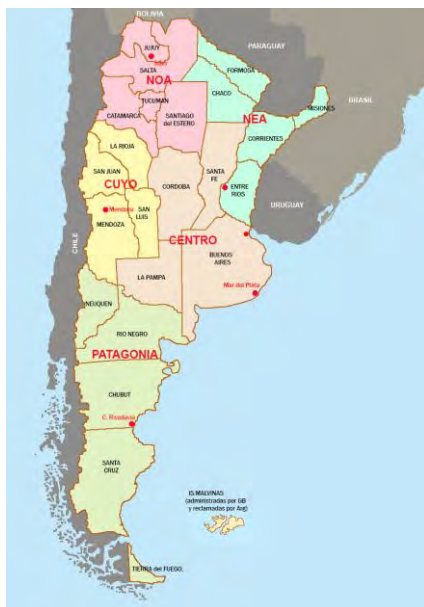 BOLIVIA
JUJUY
PARAGUAY
SALTA
FORMOSA
NOA
CHACO
TUCUMAN
BRASIL
MISIONES
CATAMARCA
SANTIAGO
del ESTERO
NEA
CORRIENTES
LA RIOJA
SAN JUAN
SANTA
FE
CUYO
CORDOBA
ENTRE
RIOS
Mendoza
SAN
LUIS
URUGUAY
MENDOZA
CENTRO
CHILE
BUENOS
AIRES
LA PAMPA
Mar del Plata
NEUQUEN
RIO NEGRO
PATAGONIA
CHUBUT
C. Rivadavia
SANTA
CRUZ
IS.MALVINAS
(administradas por GB
y reclamadas por Arg)
TIERRA del FUEGO